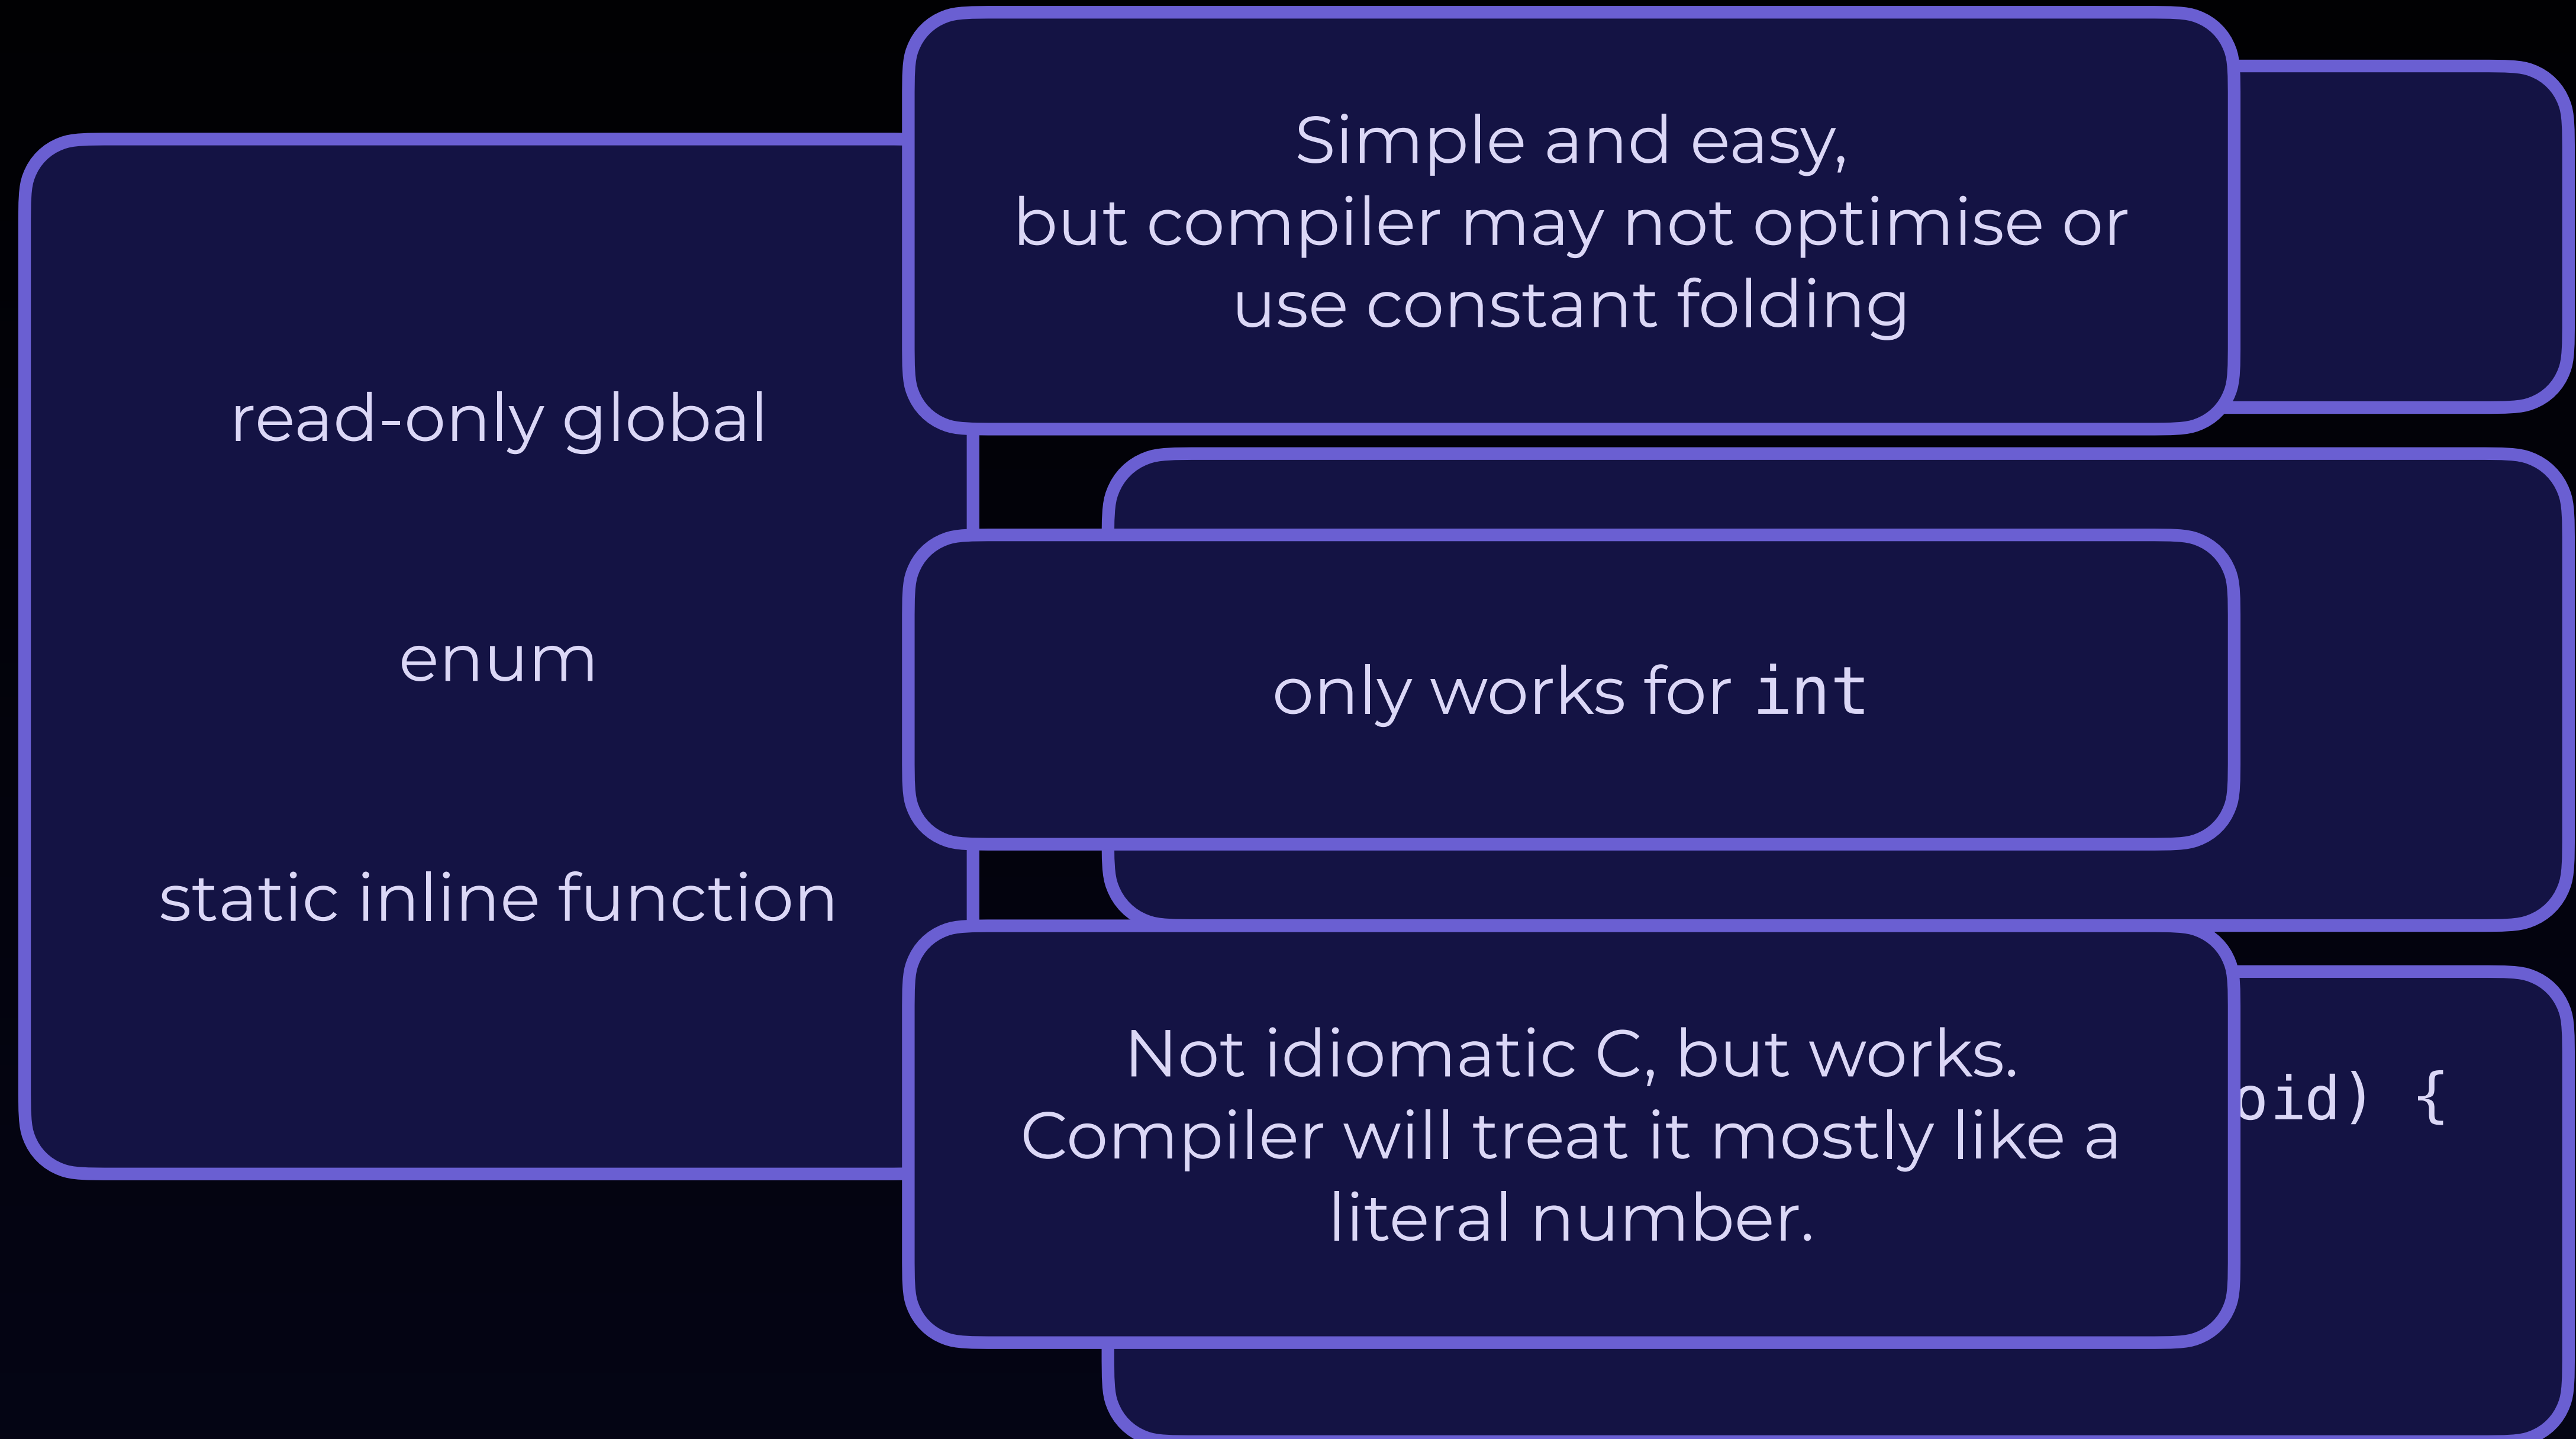 read-only global
enum
static inline function
Simple and easy,
but compiler may not optimise or
use constant folding
only works for int
Not idiomatic C, but works.
Compiler will treat it mostly like a
literal number.
oid) {